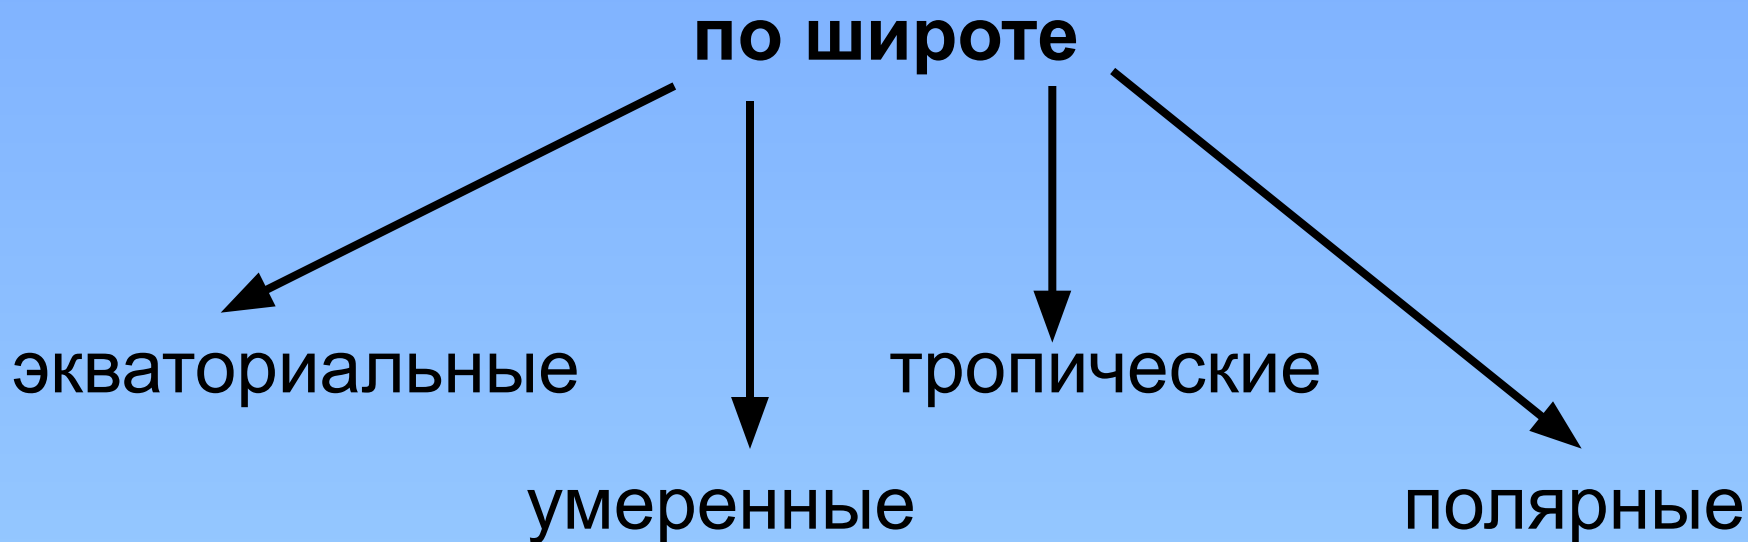 по широте
экваториальные
тропические
умеренные
полярные